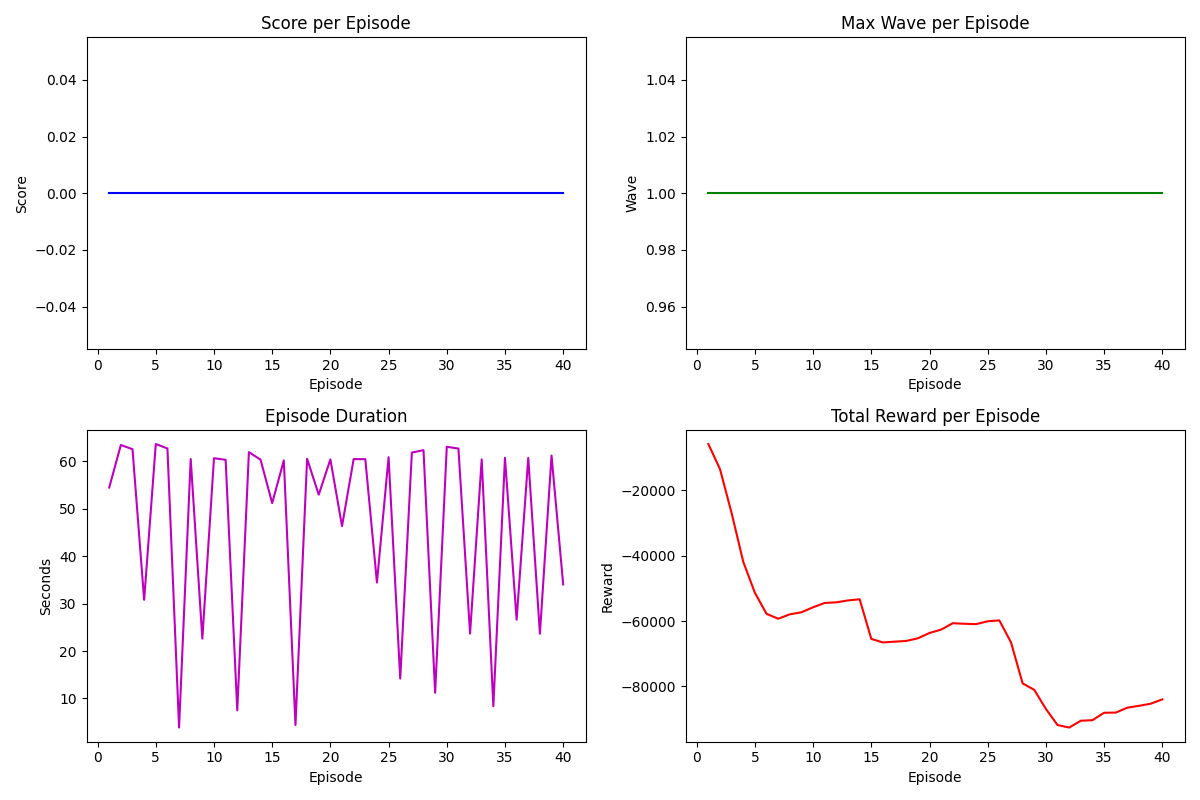 Score per Episode
Max Wave per Episode
0.04
0.02
0.00
−0.02
−0.04
Score
0 5 10 15 20 25 30 35 40
Episode
1.04
1.02
1.00
0.98
0.96
Wave
0 5 10 15 20 25 30 35 40
Episode
Episode Duration
Total Reward per Episode
60
50
40
30
20
10
Seconds
0 5 10 15 20 25 30 35 40
Episode
−20000
−40000
−60000
−80000
Reward
0 5 10 15 20 25 30 35 40
Episode